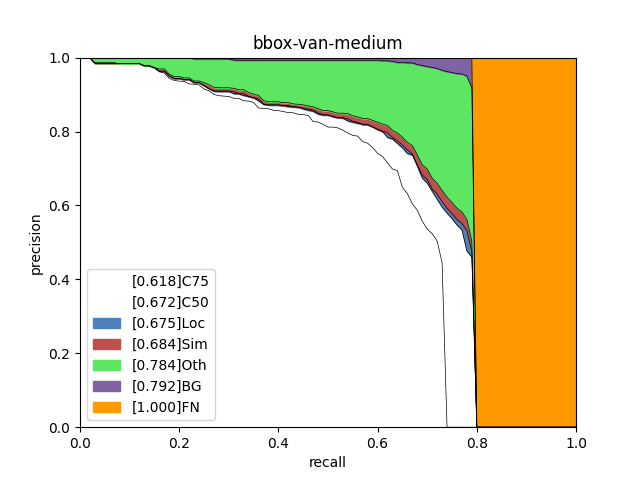 bbox-van-medium
1.0
0.8
0.6
0.4
0.2
0.0
precision
[0.618]C75
[0.672]C50
[0.675]Loc
[0.684]Sim
[0.784]Oth
[0.792]BG
[1.000]FN
0.0 0.2 0.4 0.6 0.8 1.0
recall